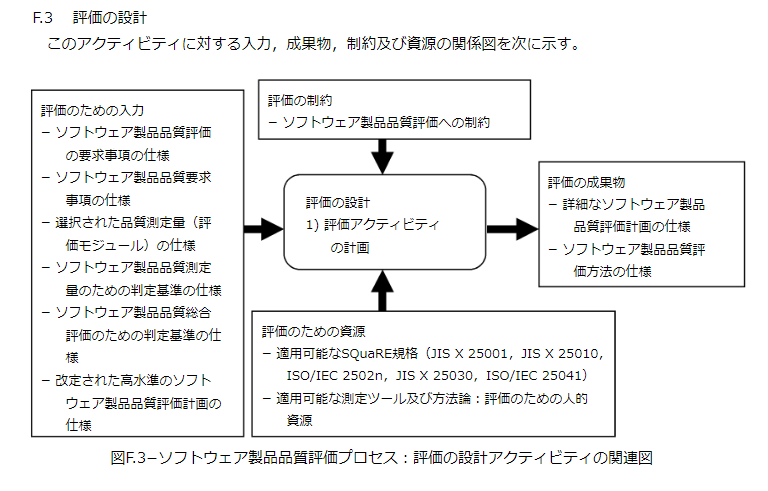 F.3　評価の設計
このアクティビティに対する入力，成果物，制約及び資源の関係図を次に示す。
評価のための入力
− ソフトウェア製品品質評価
の要求事項の仕様
− ソフトウェア製品品質要求
事項の仕様
− 選択された品質測定量（評
価モジュール）の仕様
− ソフトウェア製品品質測定
量のための判定基準の仕様
− ソフトウェア製品品質総合
評価のための判定基準の仕
様
− 改定された高水準のソフト
ウェア製品品質評価計画の
仕様
評価の制約
− ソフトウェア製品品質評価への制約
評価の設計
1) 評価アクティビティ
の計画
評価の成果物
− 詳細なソフトウェア製品
品質評価計画の仕様
− ソフトウェア製品品質評
価方法の仕様
評価のための資源
− 適用可能なSQuaRE規格（JIS X 25001，JIS X 25010，
ISO/IEC 2502n，JIS X 25030，ISO/IEC 25041）
− 適用可能な測定ツール及び方法論：評価のための人的
資源
図F.3−ソフトウェア製品品質評価プロセス：評価の設計アクティビティの関連図